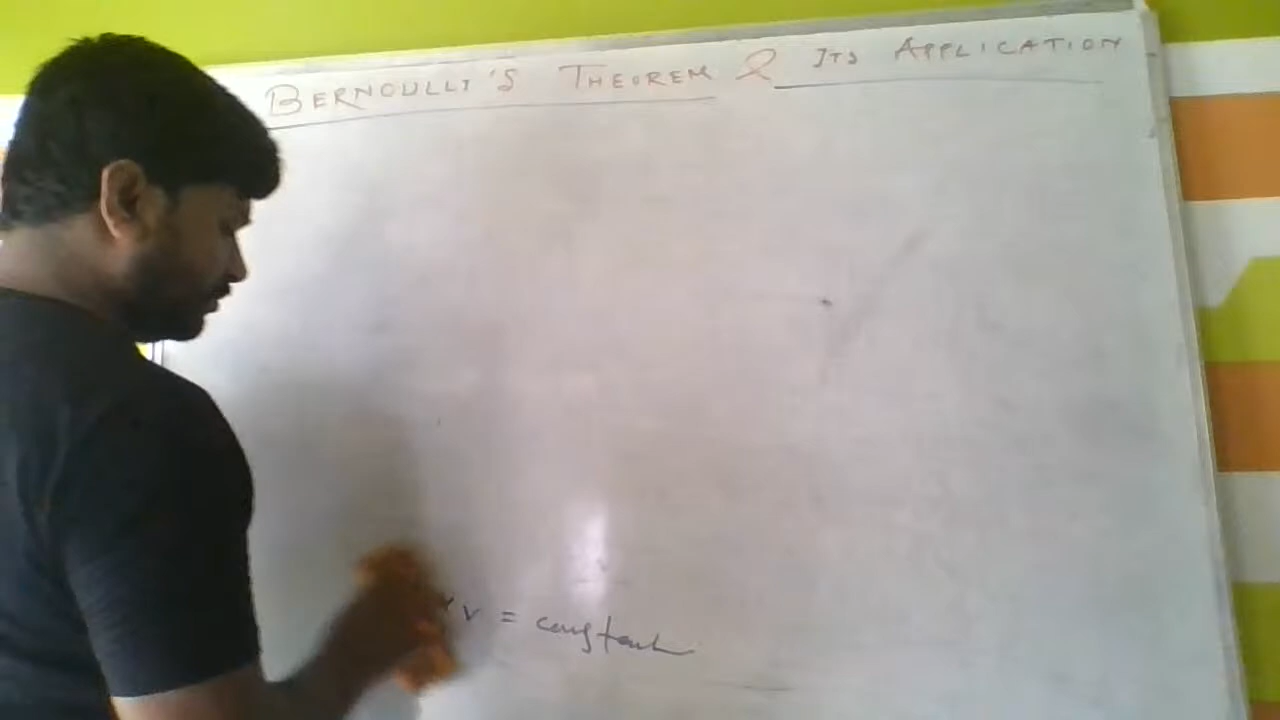 BERNOULLI'S THEOREM & ITS APPLICATION
v = constant